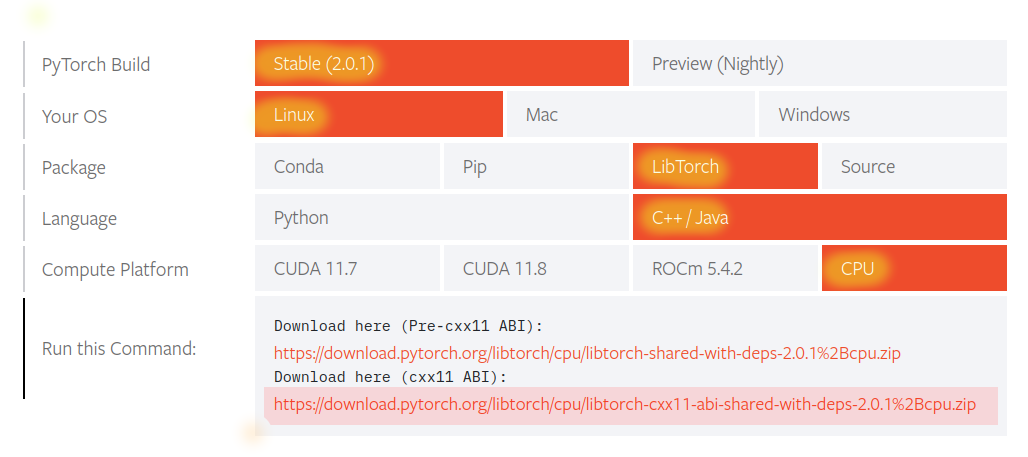 PyTorch Build Stable (2.0.1) Preview (Nightly)
Your OS Linux Mac Windows
Package Conda Pip LibTorch Source
Language Python C++ / Java
Compute Platform CUDA 11.7 CUDA 11.8 ROCm 5.4.2 CPU
Run this Command:
Download here (Pre-cxx11 ABI):
https://download.pytorch.org/libtorch/cpu/libtorch-shared-with-deps-2.0.1%2Bcpu.zip
Download here (cxx11 ABI):
https://download.pytorch.org/libtorch/cpu/libtorch-cxx11-abi-shared-with-deps-2.0.1%2Bcpu.zip